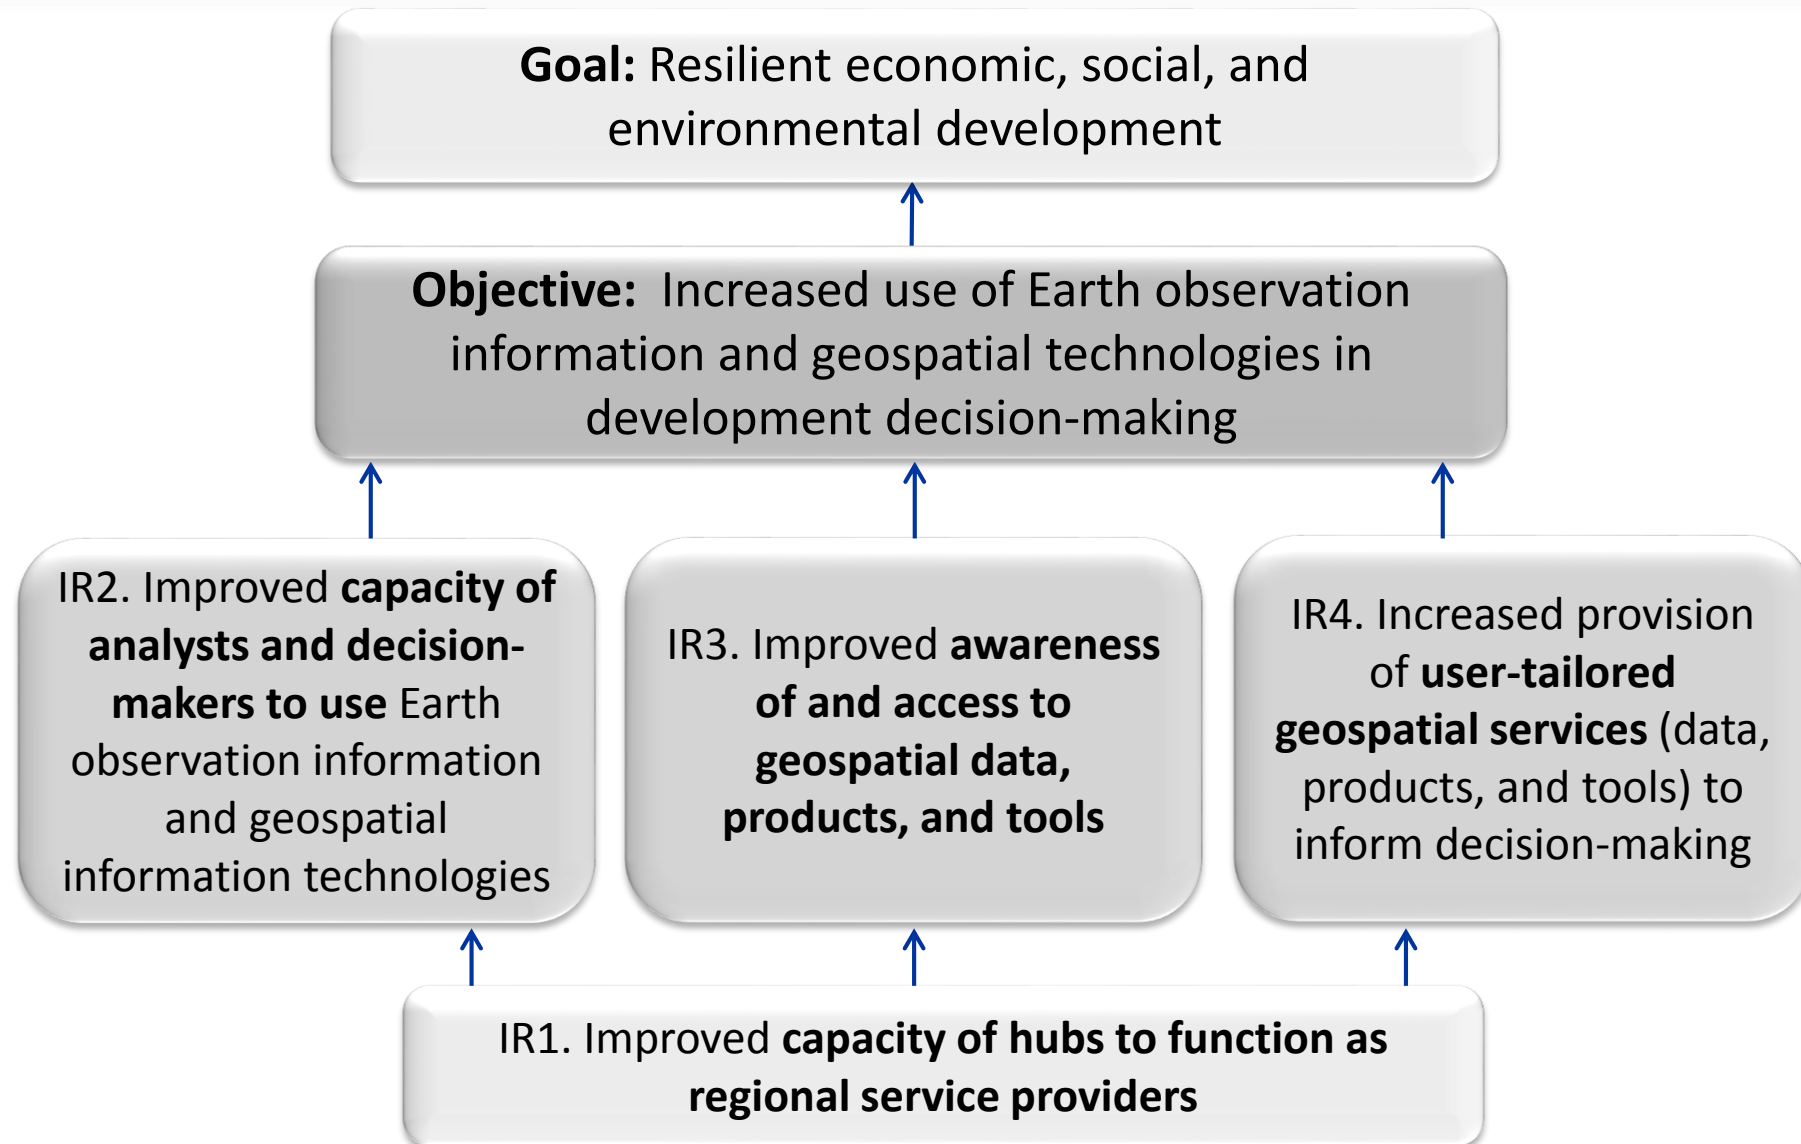 Goal: Resilient economic, social, and
environmental development
Objective: Increased use of Earth observation
information and geospatial technologies in
development decision-making
IR2. Improved capacity of
analysts and decision-
makers to use Earth
observation information
and geospatial
information technologies
IR3. Improved awareness
of and access to
geospatial data,
products, and tools
IR4. Increased provision
of user-tailored
geospatial services (data,
products, and tools) to
inform decision-making
IR1. Improved capacity of hubs to function as
regional service providers